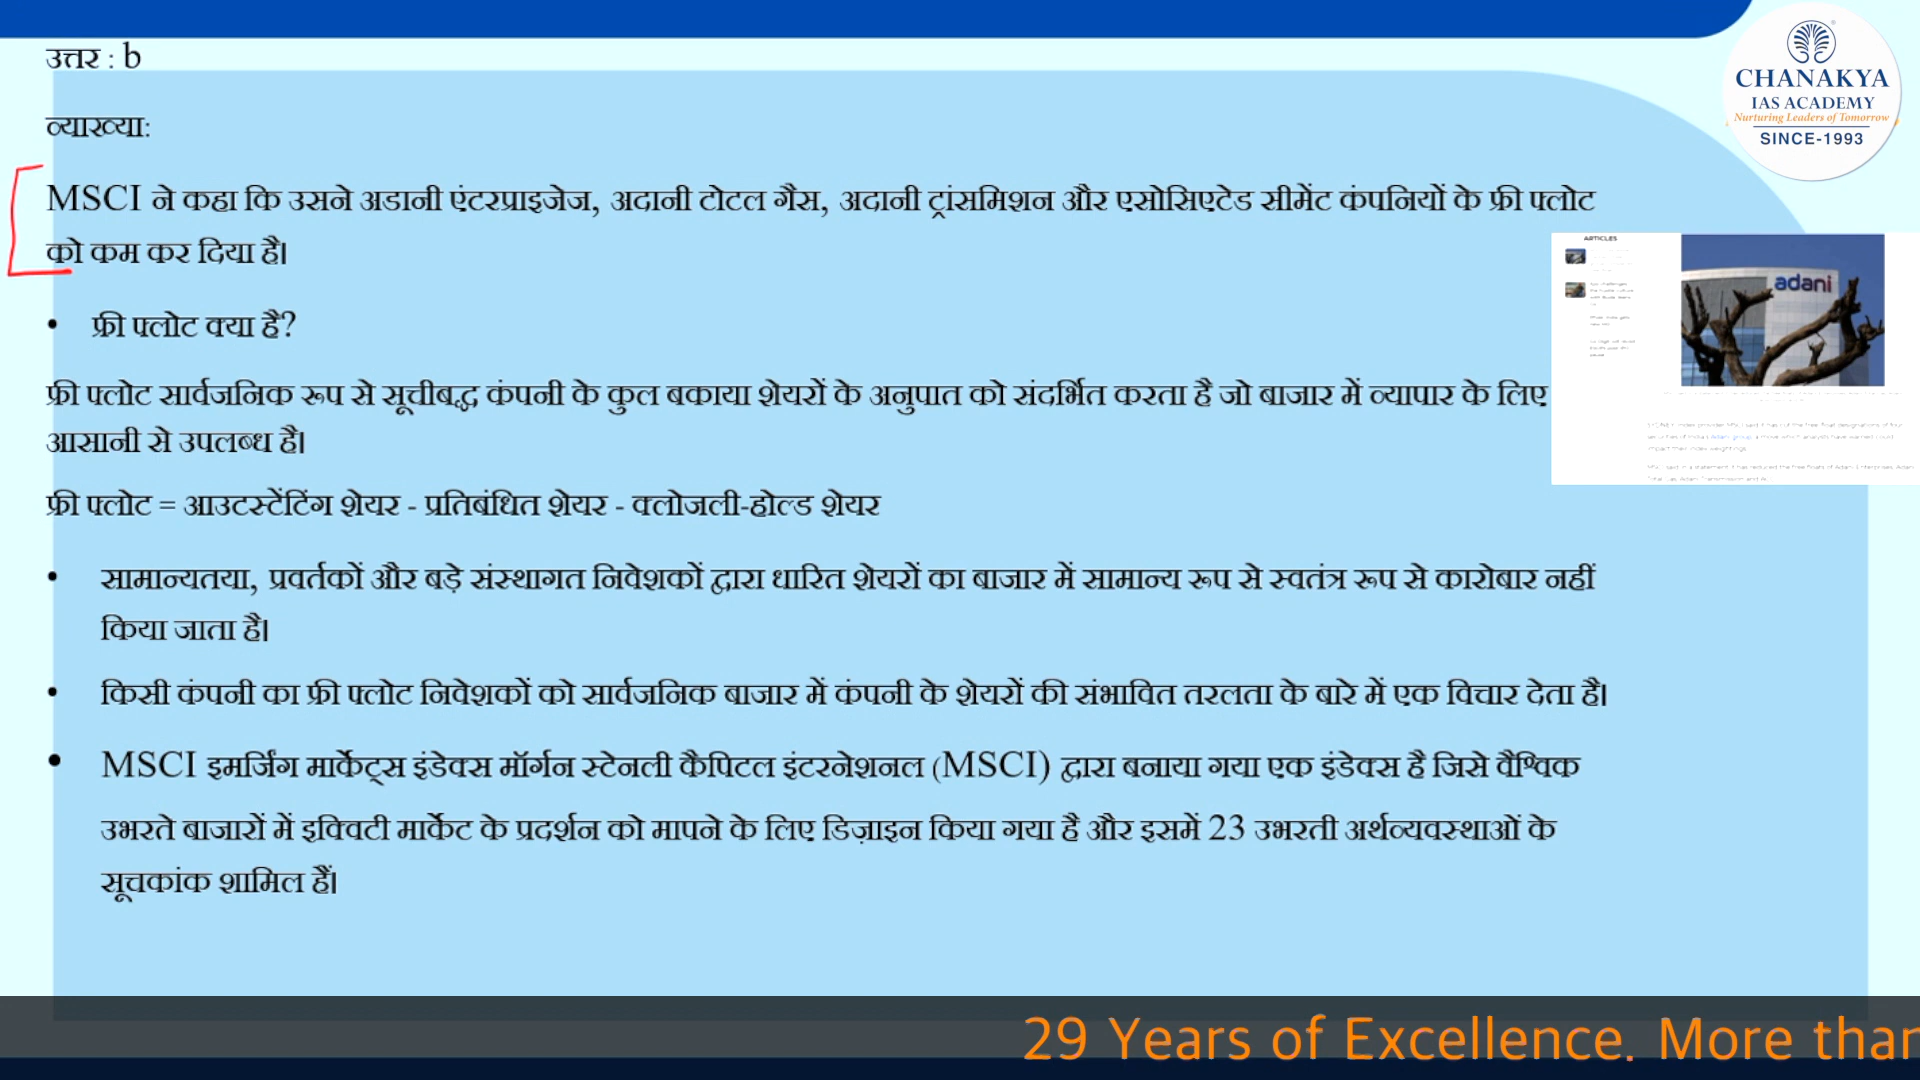 उत्तर : b
CHANAKYA
IAS ACADEMY
Nurturing Leaders of Tomorrow
SINCE-1993
व्याख्या:
MSCI ने कहा कि उसने अडानी एंटरप्राइजेज, अदानी टोटल गैस, अदानी ट्रांसमिशन और एसोसिएटेड सीमेंट कंपनियों के फ्री फ्लोट
को कम कर दिया है।
ARTICLES
adani
• फ्री फ्लोट क्या है?
फ्री फ्लोट सार्वजनिक रूप से सूचीबद्ध कंपनी के कुल बकाया शेयरों के अनुपात को संदर्भित करता है जो बाजार में व्यापार के लिए
आसानी से उपलब्ध है।
फ्री फ्लोट = आउटस्टेंटिंग शेयर - प्रतिबंधित शेयर - क्लोजली-होल्ड शेयर
• सामान्यतया, प्रवर्तकों और बड़े संस्थागत निवेशकों द्वारा धारित शेयरों का बाजार में सामान्य रूप से स्वतंत्र रूप से कारोबार नहीं
किया जाता है।
• किसी कंपनी का फ्री फ्लोट निवेशकों को सार्वजनिक बाजार में कंपनी के शेयरों की संभावित तरलता के बारे में एक विचार देता है।
• MSCI इमर्जिंग मार्केट्स इंडेक्स मॉर्गन स्टेनली कैपिटल इंटरनेशनल (MSCI) द्वारा बनाया गया एक इंडेक्स है जिसे वैश्विक
उभरते बाजारों में इक्विटी मार्केट के प्रदर्शन को मापने के लिए डिज़ाइन किया गया है और इसमें 23 उभरती अर्थव्यवस्थाओं के
सूचकांक शामिल हैं।
29 Years of Excellence. More than